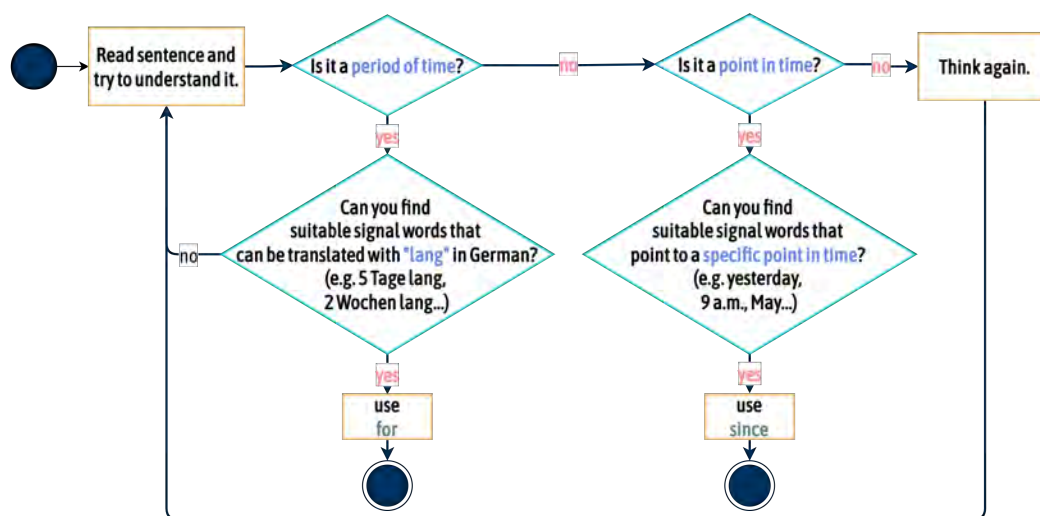 Read sentence and
try to understand it.
Is it a period of time?
no
Is it a point in time?
no
Think again.
yes
yes
Can you find
suitable signal words that
can be translated with "lang" in German?
(e.g. 5 Tage lang,
2 Wochen lang...)
no
Can you find
suitable signal words that
point to a specific point in time?
(e.g. yesterday,
9 a.m., May...)
yes
yes
use
for
use
since